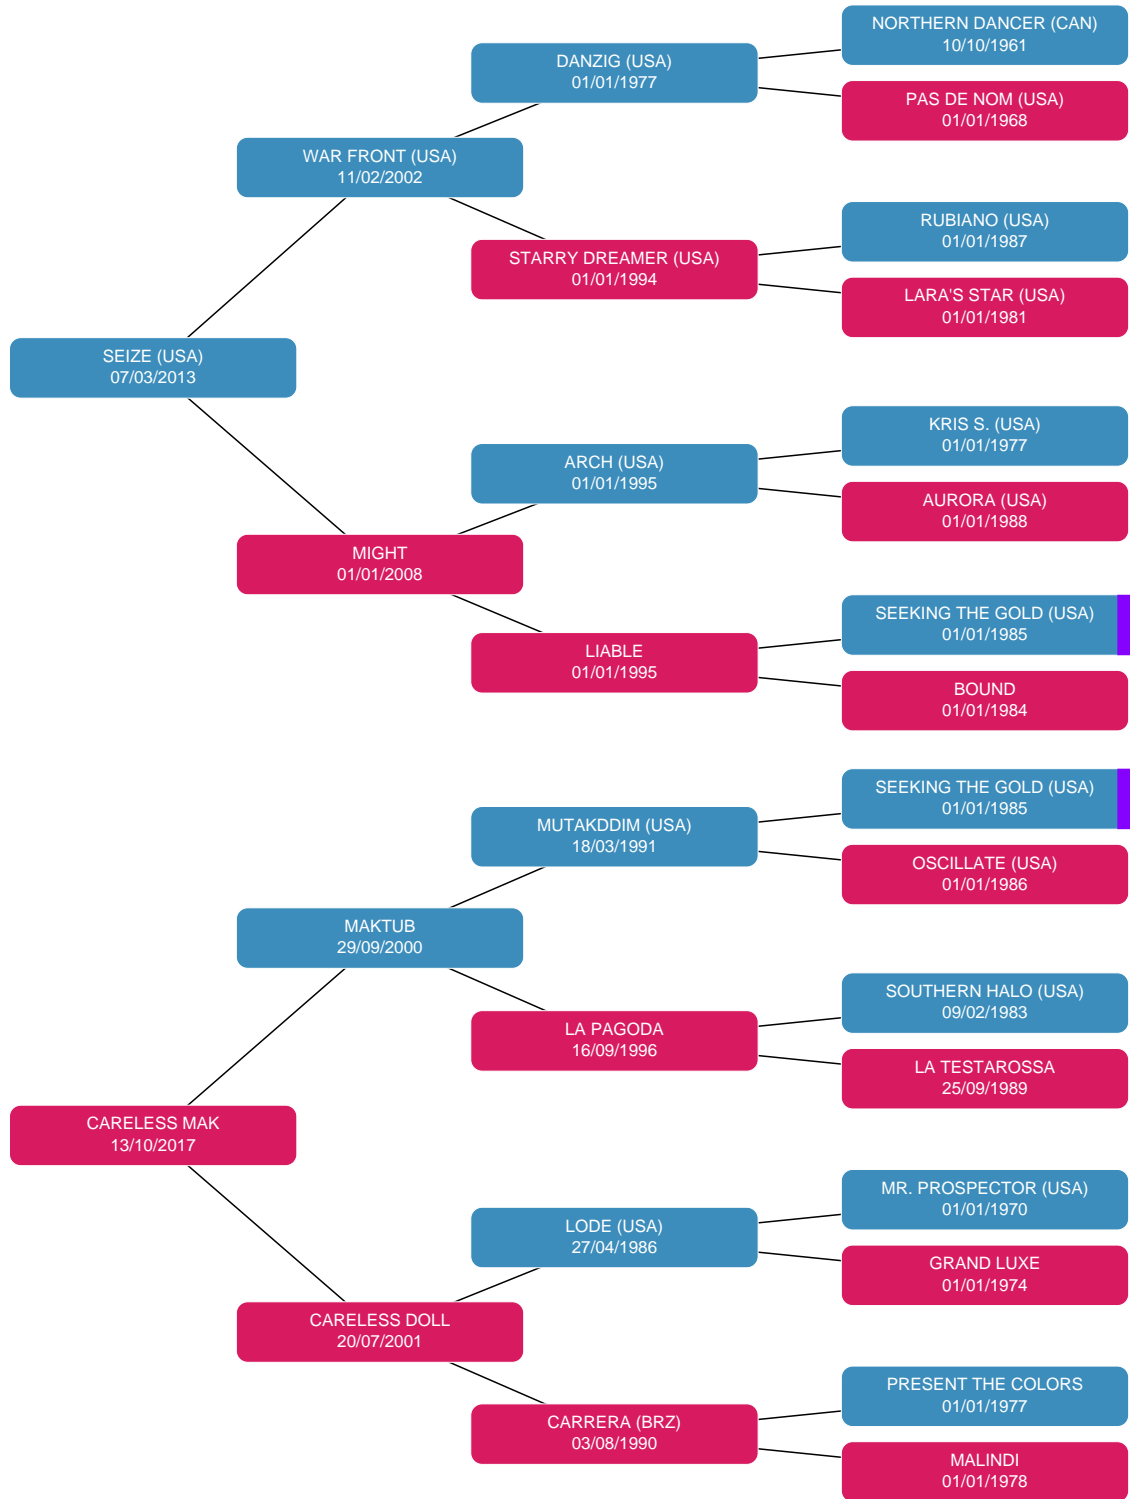 NORTHERN DANCER (CAN)
10/10/1961
DANZIG (USA)
01/01/1977
PAS DE NOM (USA)
01/01/1968
WAR FRONT (USA)
11/02/2002
RUBIANO (USA)
01/01/1987
STARRY DREAMER (USA)
01/01/1994
LARA'S STAR (USA)
01/01/1981
SEIZE (USA)
07/03/2013
KRIS S. (USA)
01/01/1977
ARCH (USA)
01/01/1995
AURORA (USA)
01/01/1988
MIGHT
01/01/2008
SEEKING THE GOLD (USA)
01/01/1985
LIABLE
01/01/1995
BOUND
01/01/1984
SEEKING THE GOLD (USA)
01/01/1985
MUTAKDDIM (USA)
18/03/1991
OSCILLATE (USA)
01/01/1986
MAKTUB
29/09/2000
SOUTHERN HALO (USA)
09/02/1983
LA PAGODA
16/09/1996
LA TESTAROSSA
25/09/1989
CARELESS MAK
13/10/2017
MR. PROSPECTOR (USA)
01/01/1970
LODE (USA)
27/04/1986
GRAND LUXE
01/01/1974
CARELESS DOLL
20/07/2001
PRESENT THE COLORS
01/01/1977
CARRERA (BRZ)
03/08/1990
MALINDI
01/01/1978